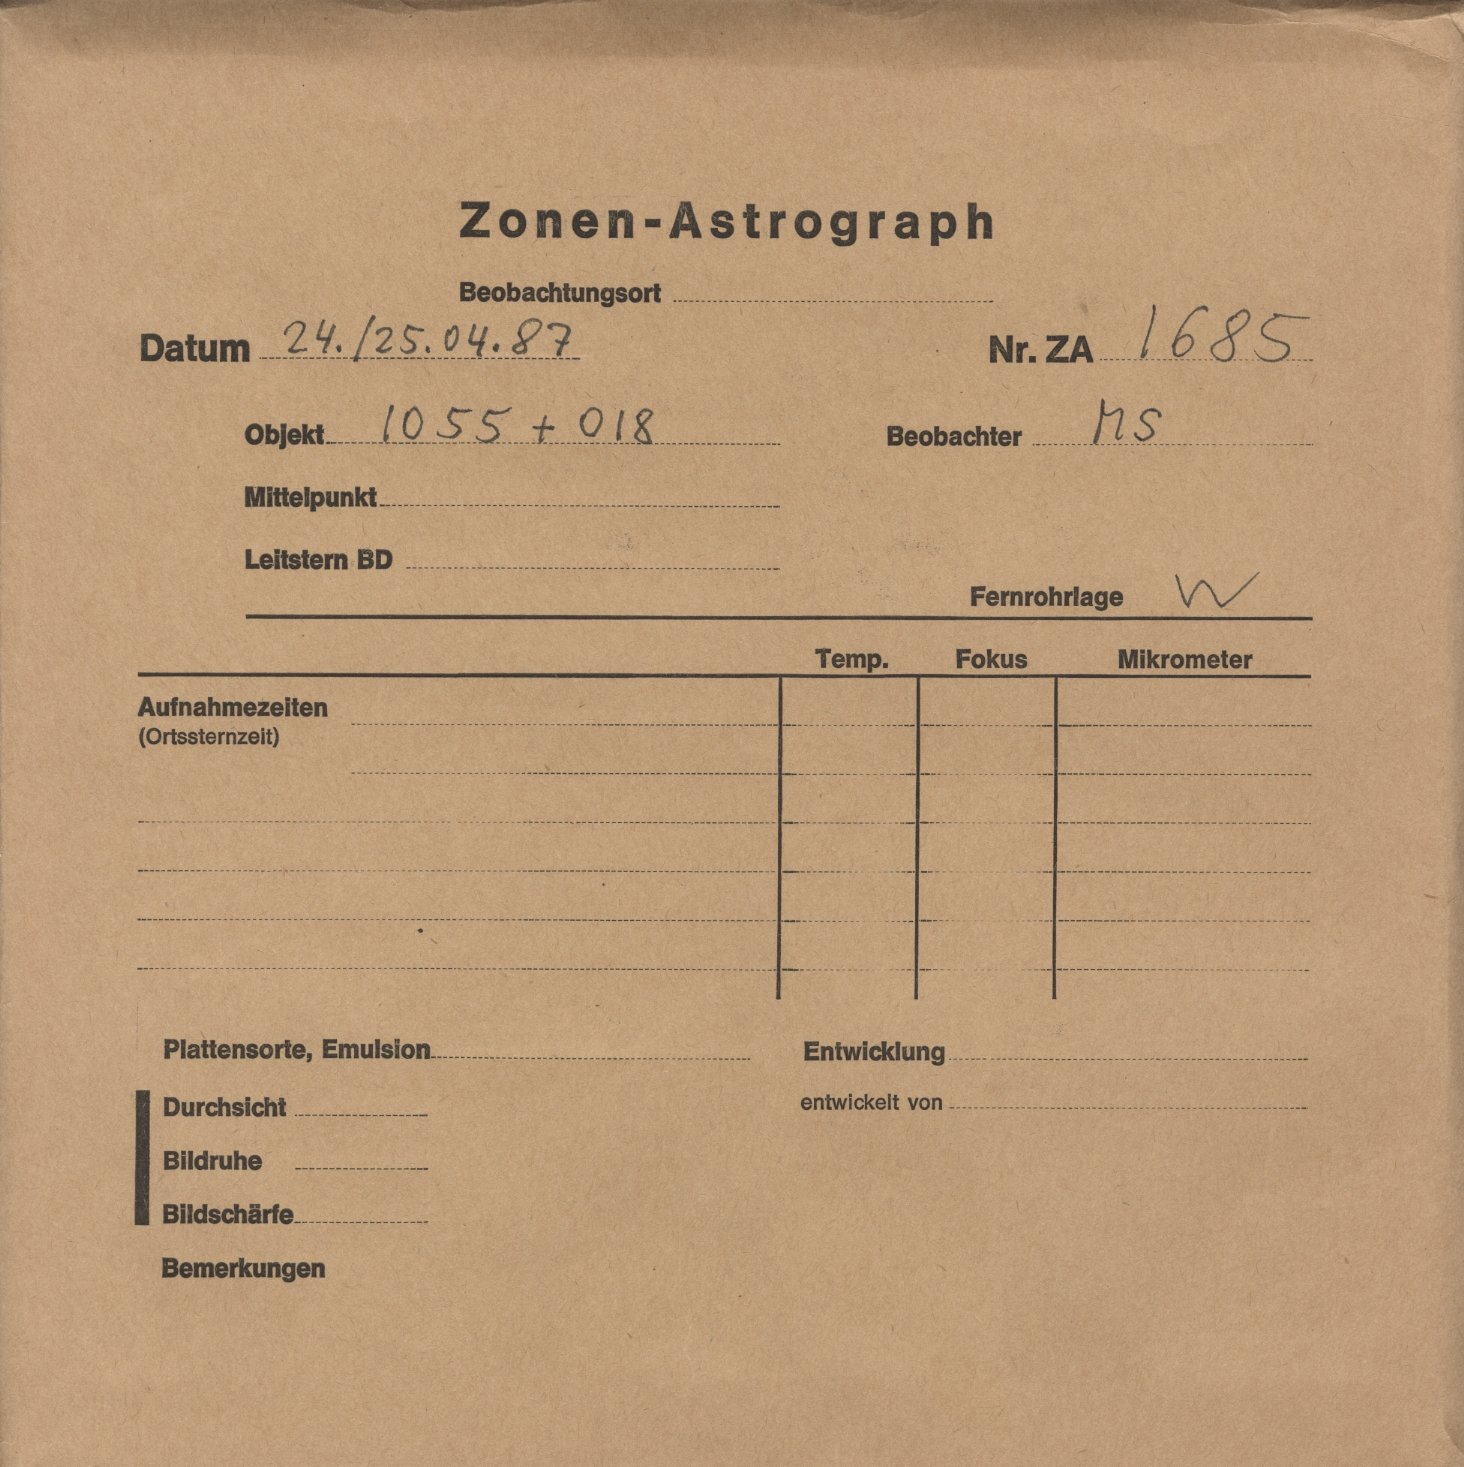 Zonen-Astrograph
Beobachtungsort
Datum 24./25.04.87 Nr. ZA 1685
Objekt 1055 + 018 Beobachter MS
Mittelpunkt
Leitstern BD
Fernrohrlage W
Temp. Fokus Mikrometer
Aufnahmezeiten
(Ortssternzeit)
Plattensorte, Emulsion Entwicklung
Durchsicht entwickelt von
Bildruhe
Bildschärfe
Bemerkungen